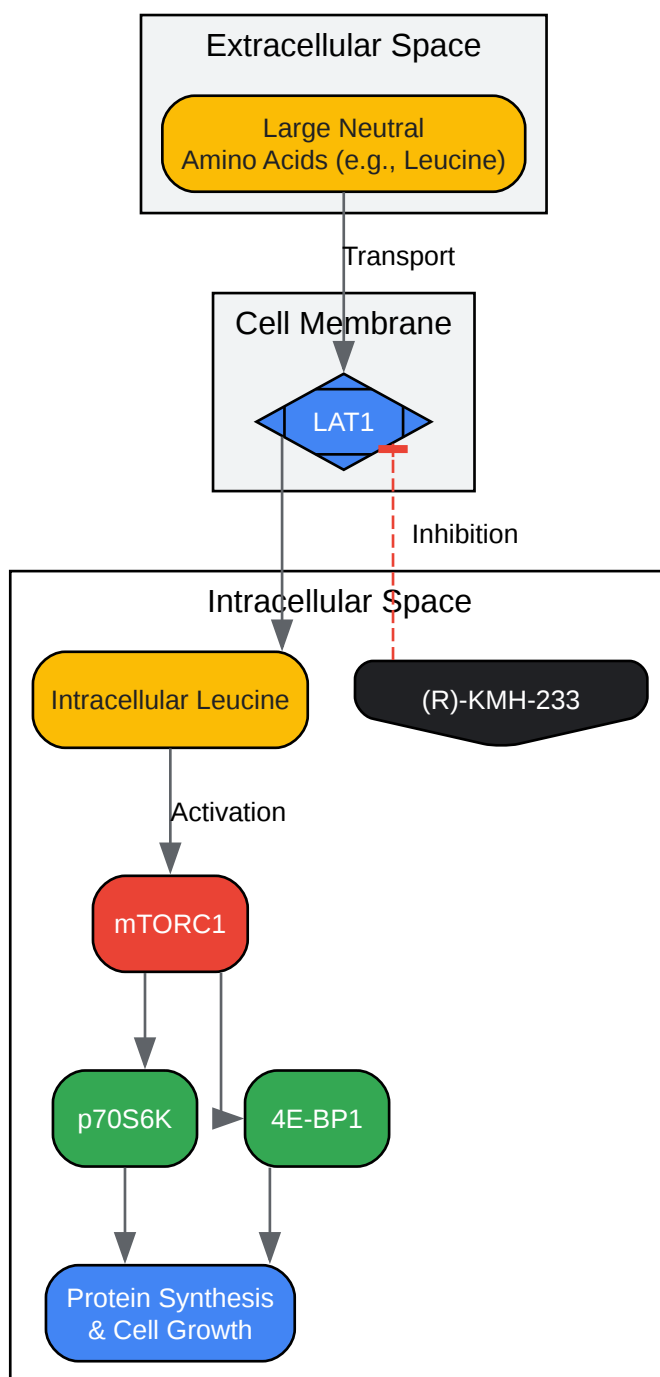 Extracellular Space
Large Neutral
Amino Acids (e.g., Leucine)
Transport
Cell Membrane
LAT1
Inhibition
Intracellular Space
Intracellular Leucine
(R)-KMH-233
Activation
mTORC1
p70S6K
4E-BP1
Protein Synthesis
& Cell Growth